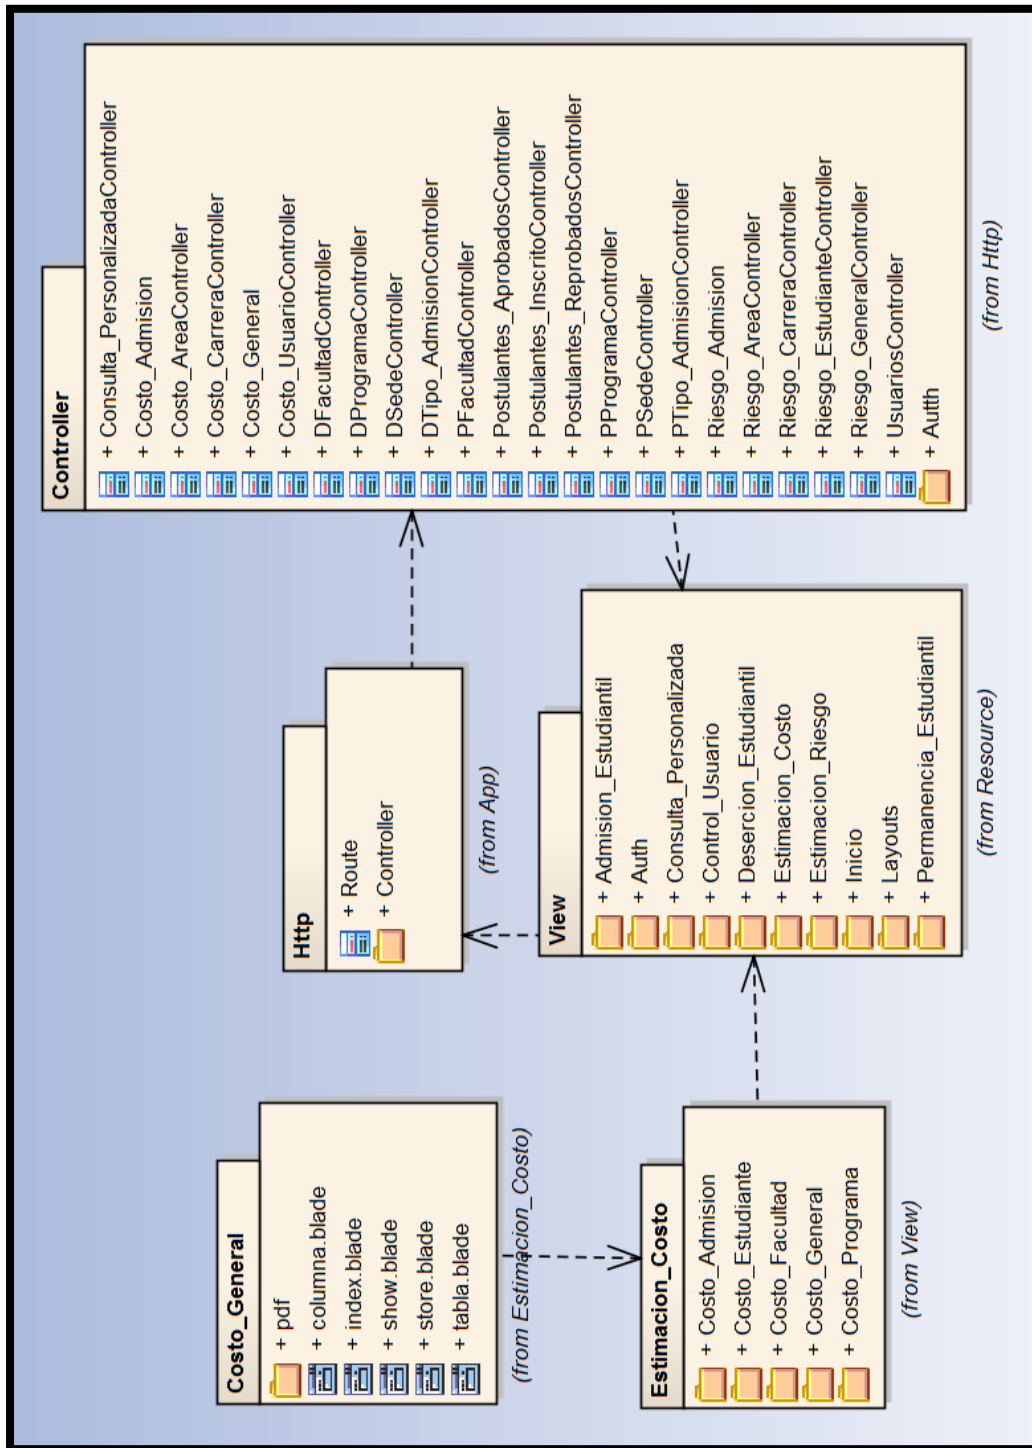 Costo_General
+ pdf
+ columna.blade
+ index.blade
+ show.blade
+ store.blade
+ tabla.blade
(from Estimacion_Costo)
Estimacion_Costo
+ Costo_Admision
+ Costo_Estudiante
+ Costo_Facultad
+ Costo_General
+ Costo_Programa
(from View)
Http
+ Route
+ Controller
(from App)
View
+ Admision_Estudiantil
+ Auth
+ Consulta_Personalizada
+ Control_Usuario
+ Desercion_Estudiantil
+ Estimacion_Costo
+ Estimacion_Riesgo
+ Inicio
+ Layouts
+ Permanencia_Estudiantil
(from Resource)
Controller
+ Consulta_PersonalizadaController
+ Costo_Admision
+ Costo_AreaController
+ Costo_CarreraController
+ Costo_General
+ Costo_UsuarioController
+ DFacultadController
+ DProgramaController
+ DSedeController
+ DTipo_AdmisionController
+ PFacultadController
+ Postulantes_AprobadosController
+ Postulantes_InscritoController
+ Postulantes_ReprobadosController
+ PProgramaController
+ PSedeController
+ PTipo_AdmisionController
+ Riesgo_Admision
+ Riesgo_AreaController
+ Riesgo_CarreraController
+ Riesgo_EstudianteController
+ Riesgo_GeneralController
+ UsuariosController
+ Autth
(from Http)